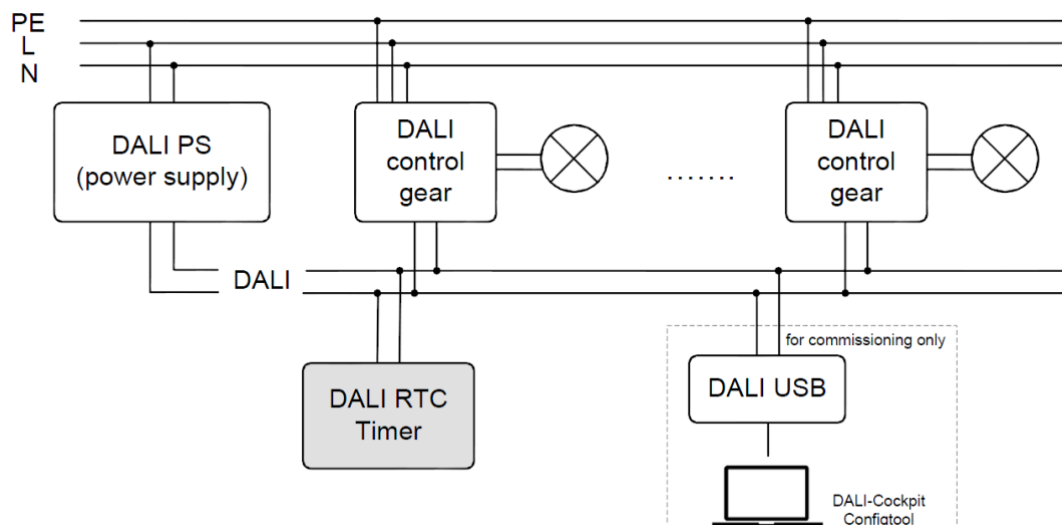 PE
L
N
DALI PS
(power supply)
DALI
control
gear
.......
DALI
control
gear
DALI
for commissioning only
DALI RTC
Timer
DALI USB
DALI-Cockpit
Configtool